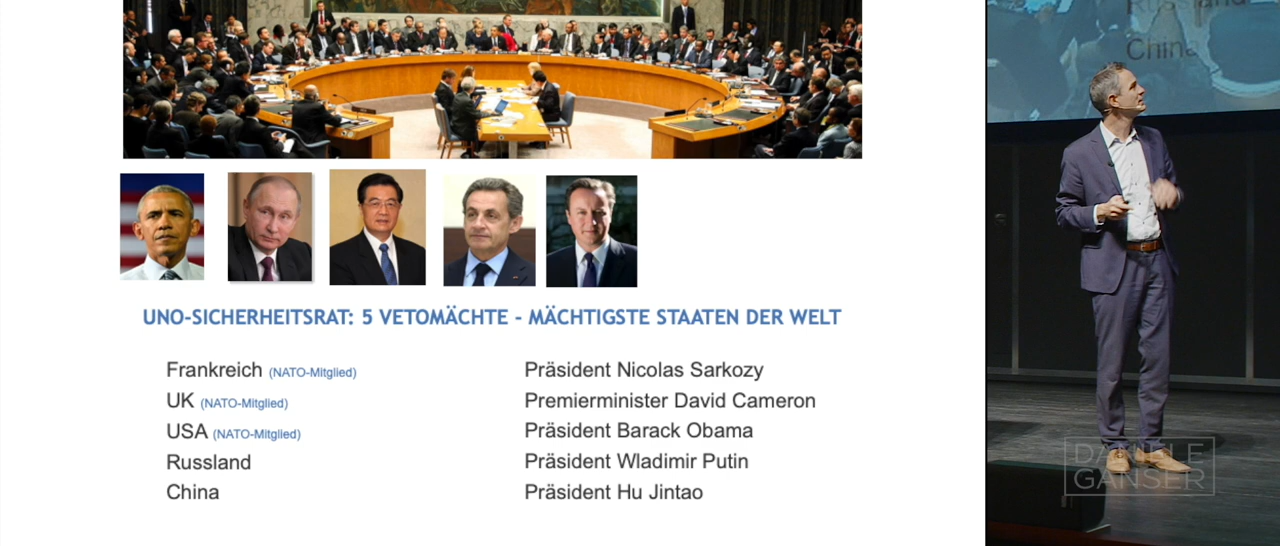 UNO-SICHERHEITSRAT: 5 VETOMÄCHTE - MÄCHTIGSTE STAATEN DER WELT
Frankreich (NATO-Mitglied) Präsident Nicolas Sarkozy
UK (NATO-Mitglied) Premierminister David Cameron
USA (NATO-Mitglied) Präsident Barack Obama
Russland Präsident Wladimir Putin
China Präsident Hu Jintao
Russland
China
DANIELE
GANSER